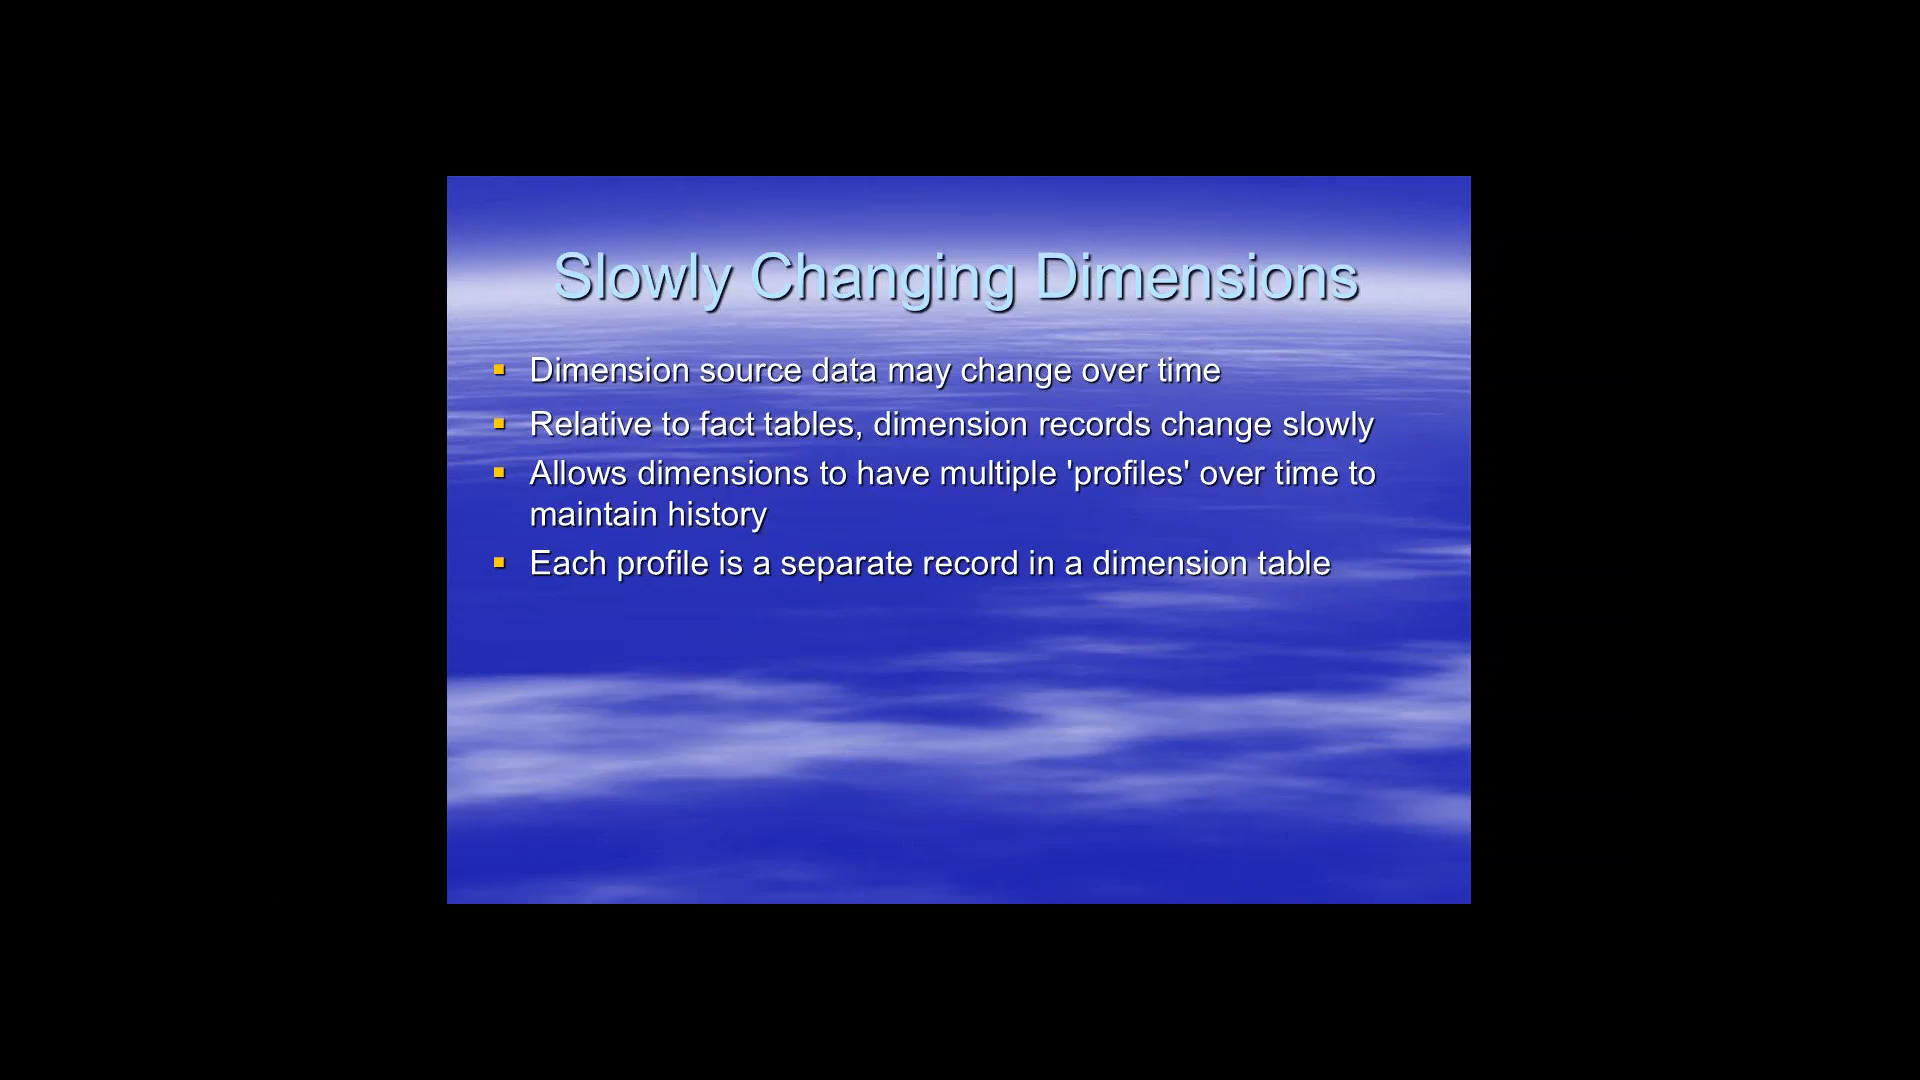 Slowly Changing Dimensions
Dimension source data may change over time
Relative to fact tables, dimension records change slowly
Allows dimensions to have multiple 'profiles' over time to
maintain history
Each profile is a separate record in a dimension table